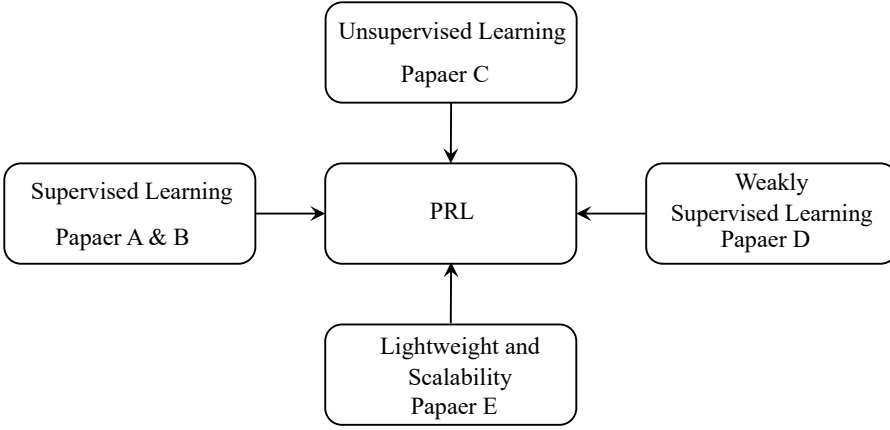 Unsupervised Learning
Papaer C
Supervised Learning
Papaer A & B
PRL
Weakly
Supervised Learning
Papaer D
Lightweight and
Scalability
Papaer E